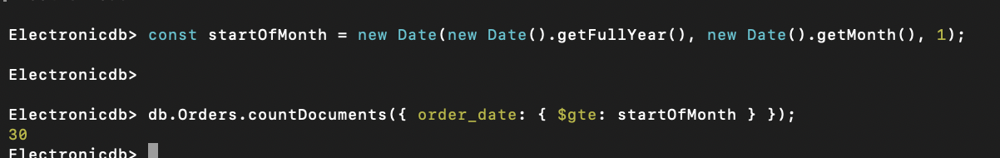 Electronicdb> const startOfMonth = new Date(new Date().getFullYear(), new Date().getMonth(), 1);
Electronicdb>
Electronicdb> db.Orders.countDocuments({ order_date: { $gte: startOfMonth } });
30
Electronicdb>